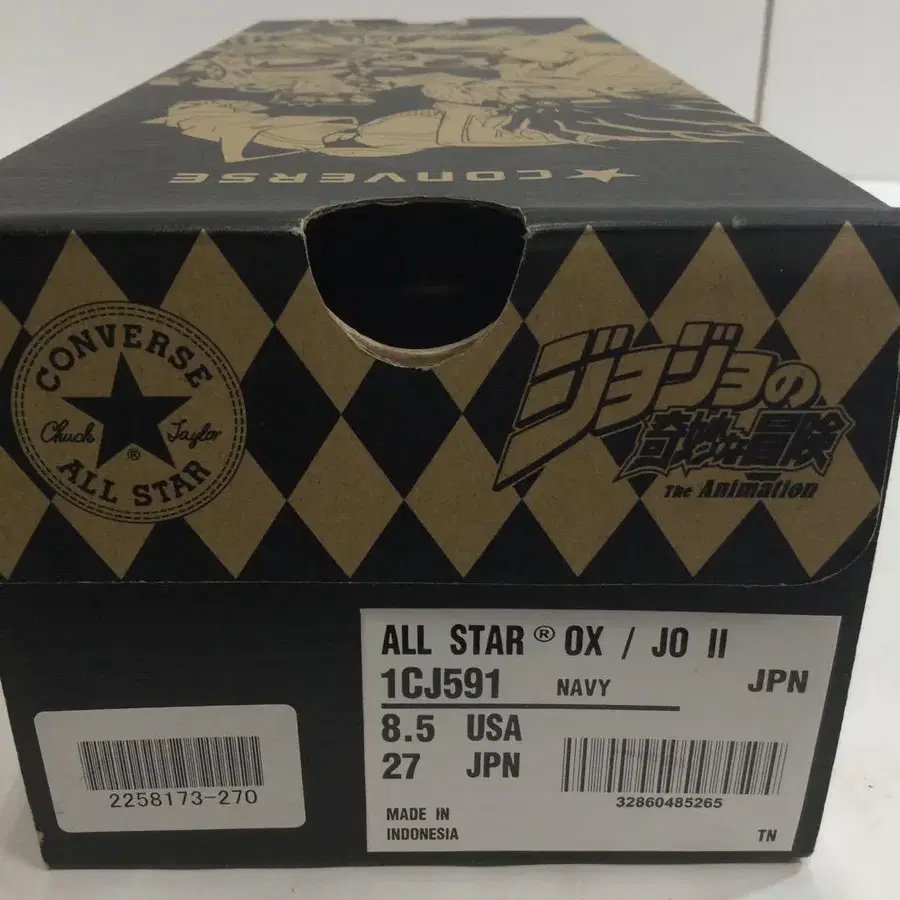 CONVERSE
CONVERSE
Chuck Taylor
®
ALL STAR
ジョジョの
奇妙な冒険
The Animation
ALL STAR® OX / JO II
1CJ591 NAVY JPN
8.5 USA
27 JPN
32860485265
MADE IN
INDONESIA
TN
2258173-270